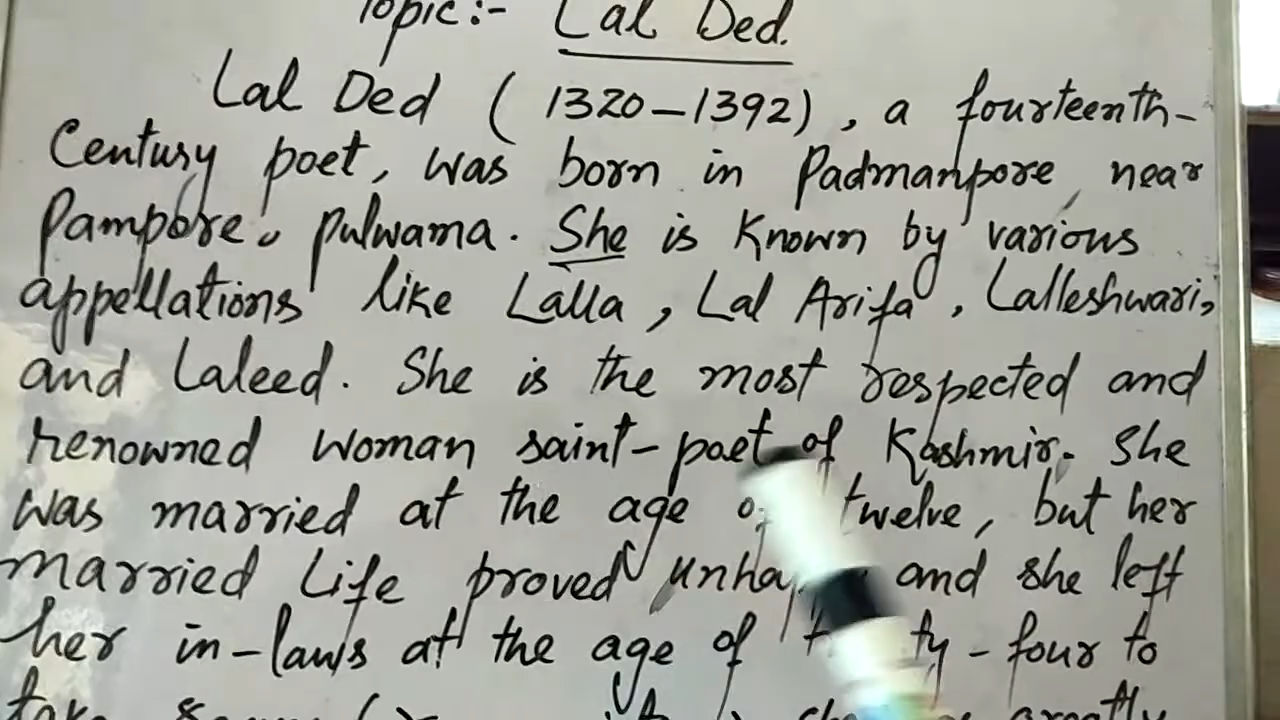 Topic:- Lal Ded.
Lal Ded (1320-1392), a fourteenth-
Century poet, was born in Padmanpore, near
Pampore, Pulwama. She is known by various
appellations like Lalla, Lal Arifa, Lalleshwari,
and Laleed. She is the most respected and
renowned woman saint-poet of Kashmir. She
was married at the age of twelve, but her
married life proved and she left
her in-laws at the age of -four to
take greatly